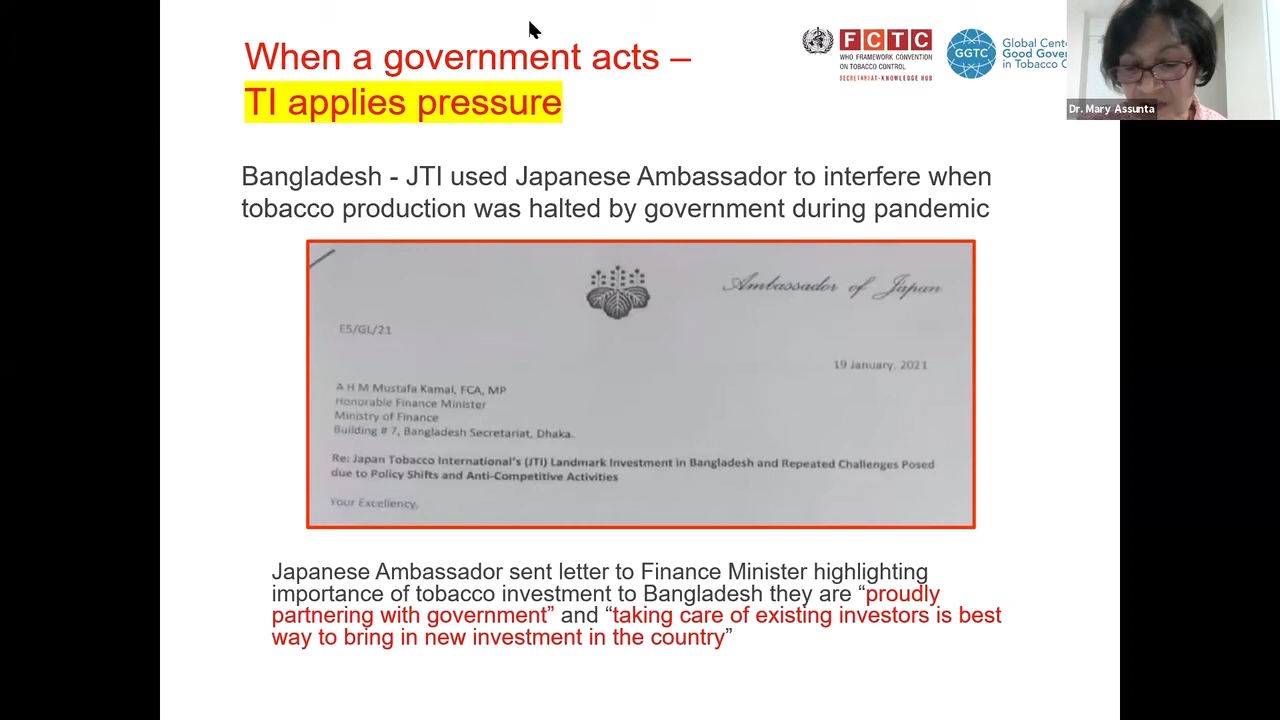 When a government acts –
TI applies pressure
FCTC
WHO FRAMEWORK CONVENTION
ON TOBACCO CONTROL
SECRETARIAT-KNOWLEDGE HUB
GGTC
Global Cent
Good Gover
in Tobacco C
Dr. Mary Assunta
Bangladesh - JTI used Japanese Ambassador to interfere when
tobacco production was halted by government during pandemic
Ambassador of Japan
ES/GL/21
19 January, 2021
A H M Mustafa Kamal, FCA, MP
Honorable Finance Minister
Ministry of Finance
Building # 7, Bangladesh Secretariat, Dhaka.
Re: Japan Tobacco International's (JTI) Landmark Investment in Bangladesh and Repeated Challenges Posed
due to Policy Shifts and Anti-Competitive Activities
Your Excellency,
Japanese Ambassador sent letter to Finance Minister highlighting
importance of tobacco investment to Bangladesh they are “proudly
partnering with government” and “taking care of existing investors is best
way to bring in new investment in the country”